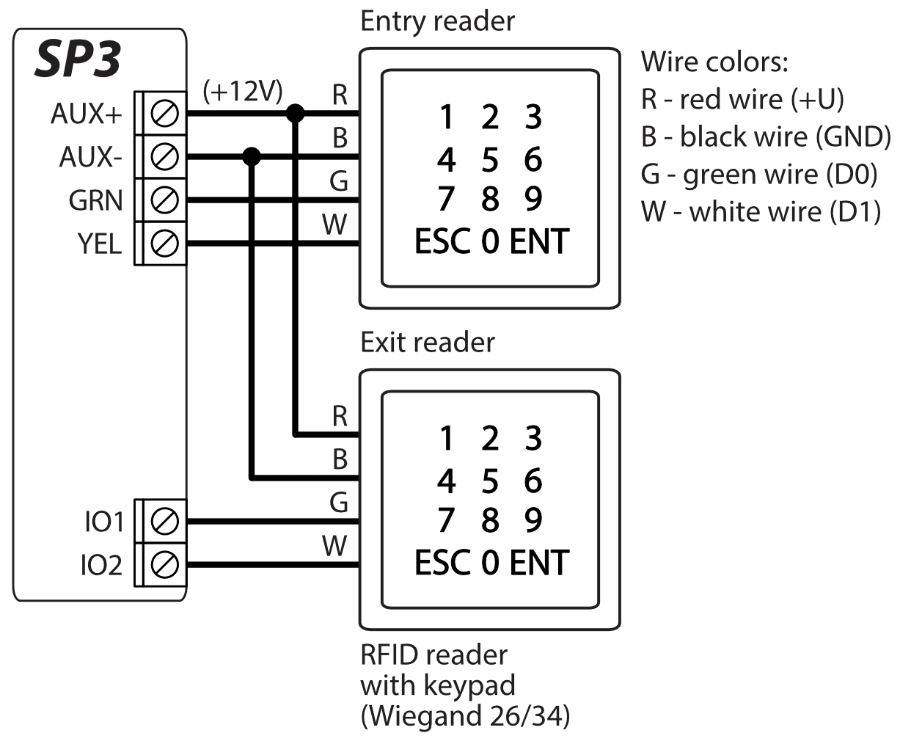 Entry reader
SP3
Wire colors:
(+12V)
R
AUX+
R - red wire (+U)
1 2 3
B
AUX-
B - black wire (GND)
4 5 6
G
GRN
G - green wire (D0)
7 8 9
W
YEL
W - white wire (D1)
ESC 0 ENT
Exit reader
R
1 2 3
B
4 5 6
G
IO1
7 8 9
W
IO2
ESC 0 ENT
RFID reader
with keypad
(Wiegand 26/34)